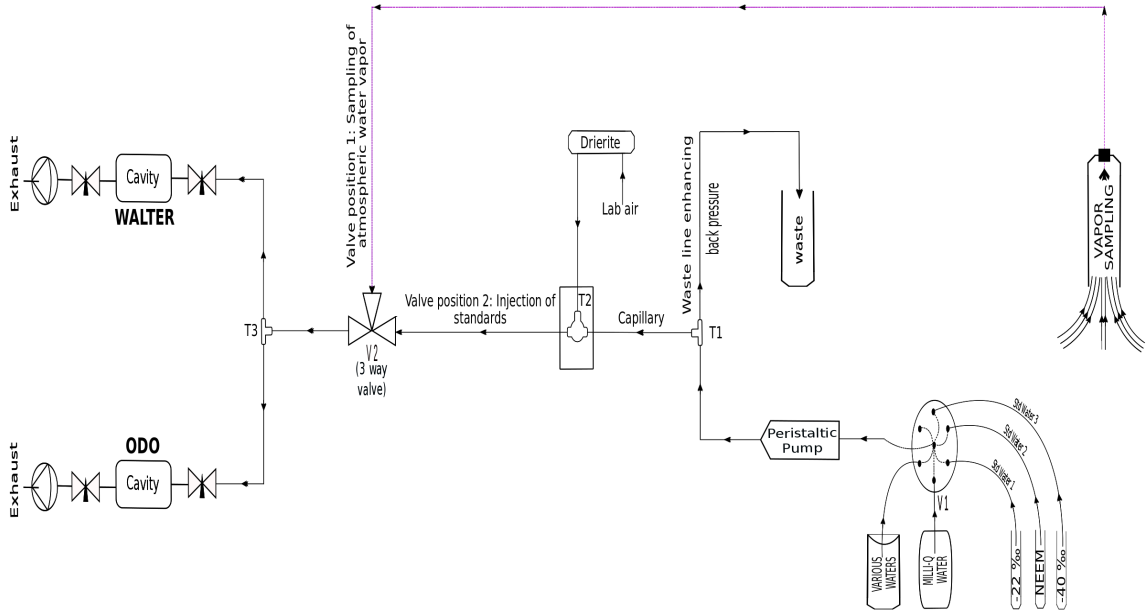 Exhaust
Cavity
WALTER
Valve position 1: Sampling of
atmospheric water vapor
Drierite
Lab air
Waste line enhancing
back pressure
waste
VAPOR
SAMPLING
T3
V2
(3 way
valve)
Valve position 2: Injection of
standards
T2
Capillary
T1
Exhaust
ODO
Cavity
Peristaltic
Pump
Std Water 3
Std Water 2
Std Water 1
V1
VARIOUS
WATERS
MILLI-Q
WATER
-22 ‰
NEEM
-40 ‰